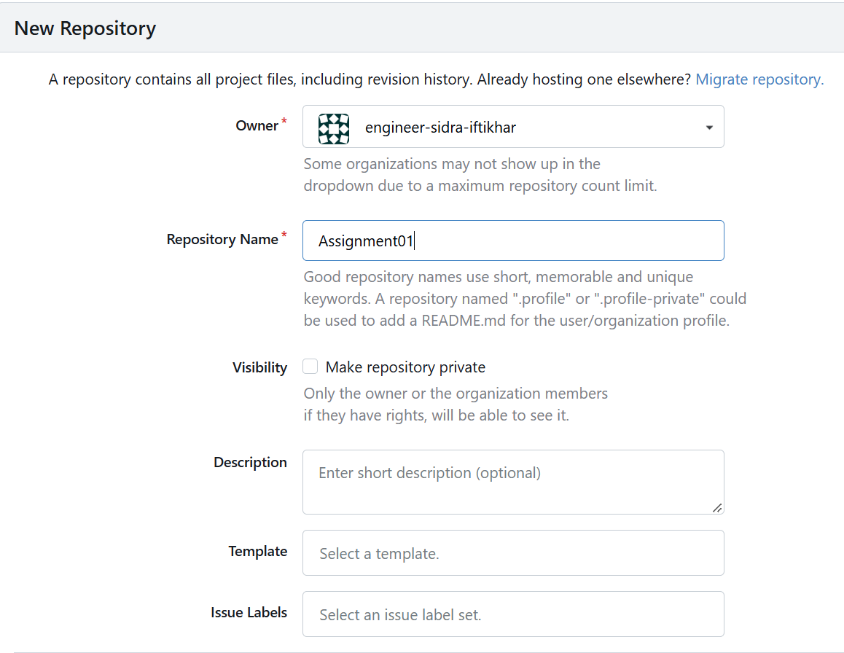 New Repository
A repository contains all project files, including revision history. Already hosting one elsewhere? Migrate repository.
Owner*
engineer-sidra-iftikhar
Some organizations may not show up in the
dropdown due to a maximum repository count limit.
Repository Name*
Assignment01
Good repository names use short, memorable and unique
keywords. A repository named ".profile" or ".profile-private" could
be used to add a README.md for the user/organization profile.
Visibility
Make repository private
Only the owner or the organization members
if they have rights, will be able to see it.
Description
Enter short description (optional)
Template
Select a template.
Issue Labels
Select an issue label set.